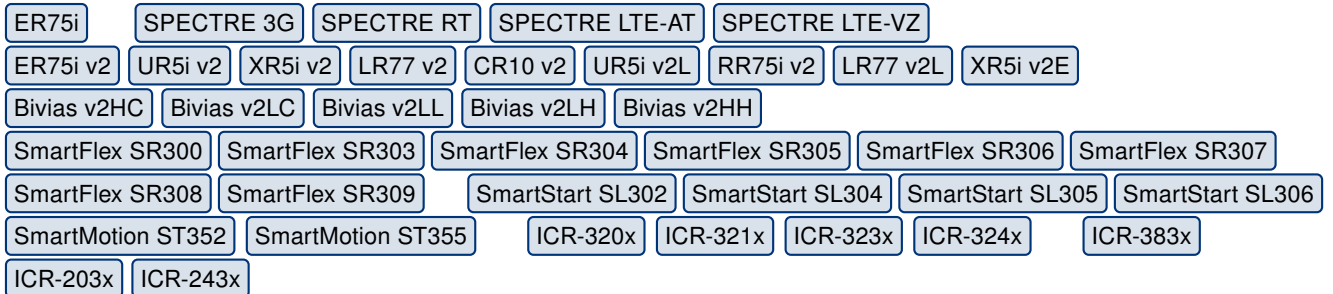 ER75i SPECTRE 3G SPECTRE RT SPECTRE LTE-AT SPECTRE LTE-VZ
ER75i v2 UR5i v2 XR5i v2 LR77 v2 CR10 v2 UR5i v2L RR75i v2 LR77 v2L XR5i v2E
Bivias v2HC Bivias v2LC Bivias v2LL Bivias v2LH Bivias v2HH
SmartFlex SR300 SmartFlex SR303 SmartFlex SR304 SmartFlex SR305 SmartFlex SR306 SmartFlex SR307
SmartFlex SR308 SmartFlex SR309 SmartStart SL302 SmartStart SL304 SmartStart SL305 SmartStart SL306
SmartMotion ST352 SmartMotion ST355 ICR-320x ICR-321x ICR-323x ICR-324x ICR-383x
ICR-203x ICR-243x